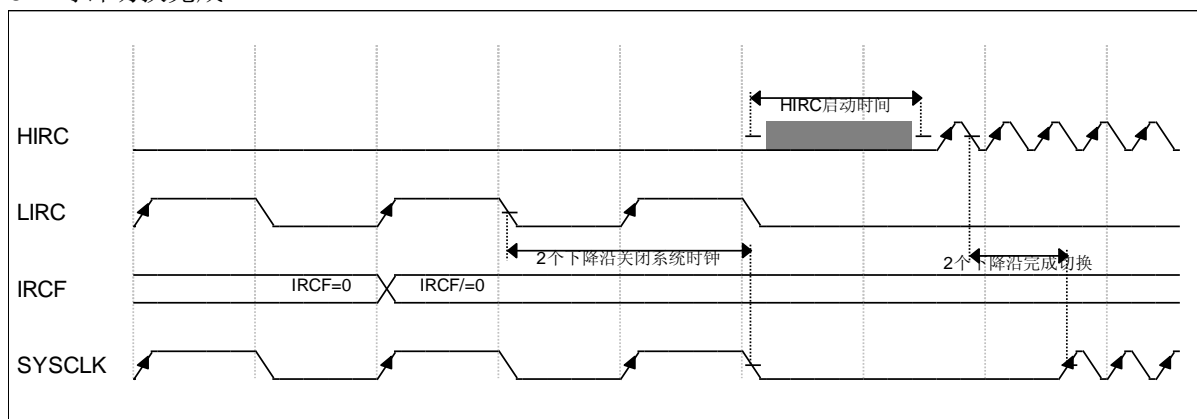 HIRC启动时间
HIRC
LIRC
2个下降沿关闭系统时钟
2个下降沿完成切换
IRCF
IRCF=0
IRCF/=0
SYSCLK